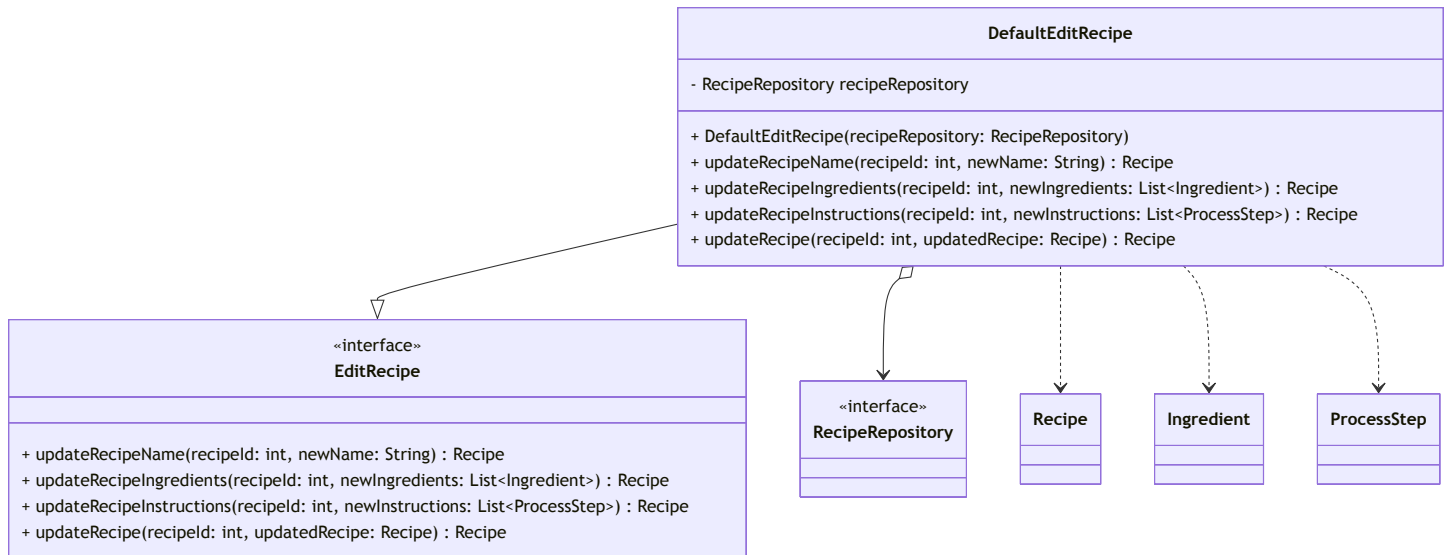 DefaultEditRecipe
- RecipeRepository recipeRepository
+ DefaultEditRecipe(recipeRepository: RecipeRepository)
+ updateRecipeName(recipeId: int, newName: String) : Recipe
+ updateRecipeIngredients(recipeId: int, newIngredients: List<Ingredient>) : Recipe
+ updateRecipeInstructions(recipeId: int, newInstructions: List<ProcessStep>) : Recipe
+ updateRecipe(recipeId: int, updatedRecipe: Recipe) : Recipe
«interface»
EditRecipe
+ updateRecipeName(recipeId: int, newName: String) : Recipe
+ updateRecipeIngredients(recipeId: int, newIngredients: List<Ingredient>) : Recipe
+ updateRecipeInstructions(recipeId: int, newInstructions: List<ProcessStep>) : Recipe
+ updateRecipe(recipeId: int, updatedRecipe: Recipe) : Recipe
«interface»
RecipeRepository
Recipe
Ingredient
ProcessStep